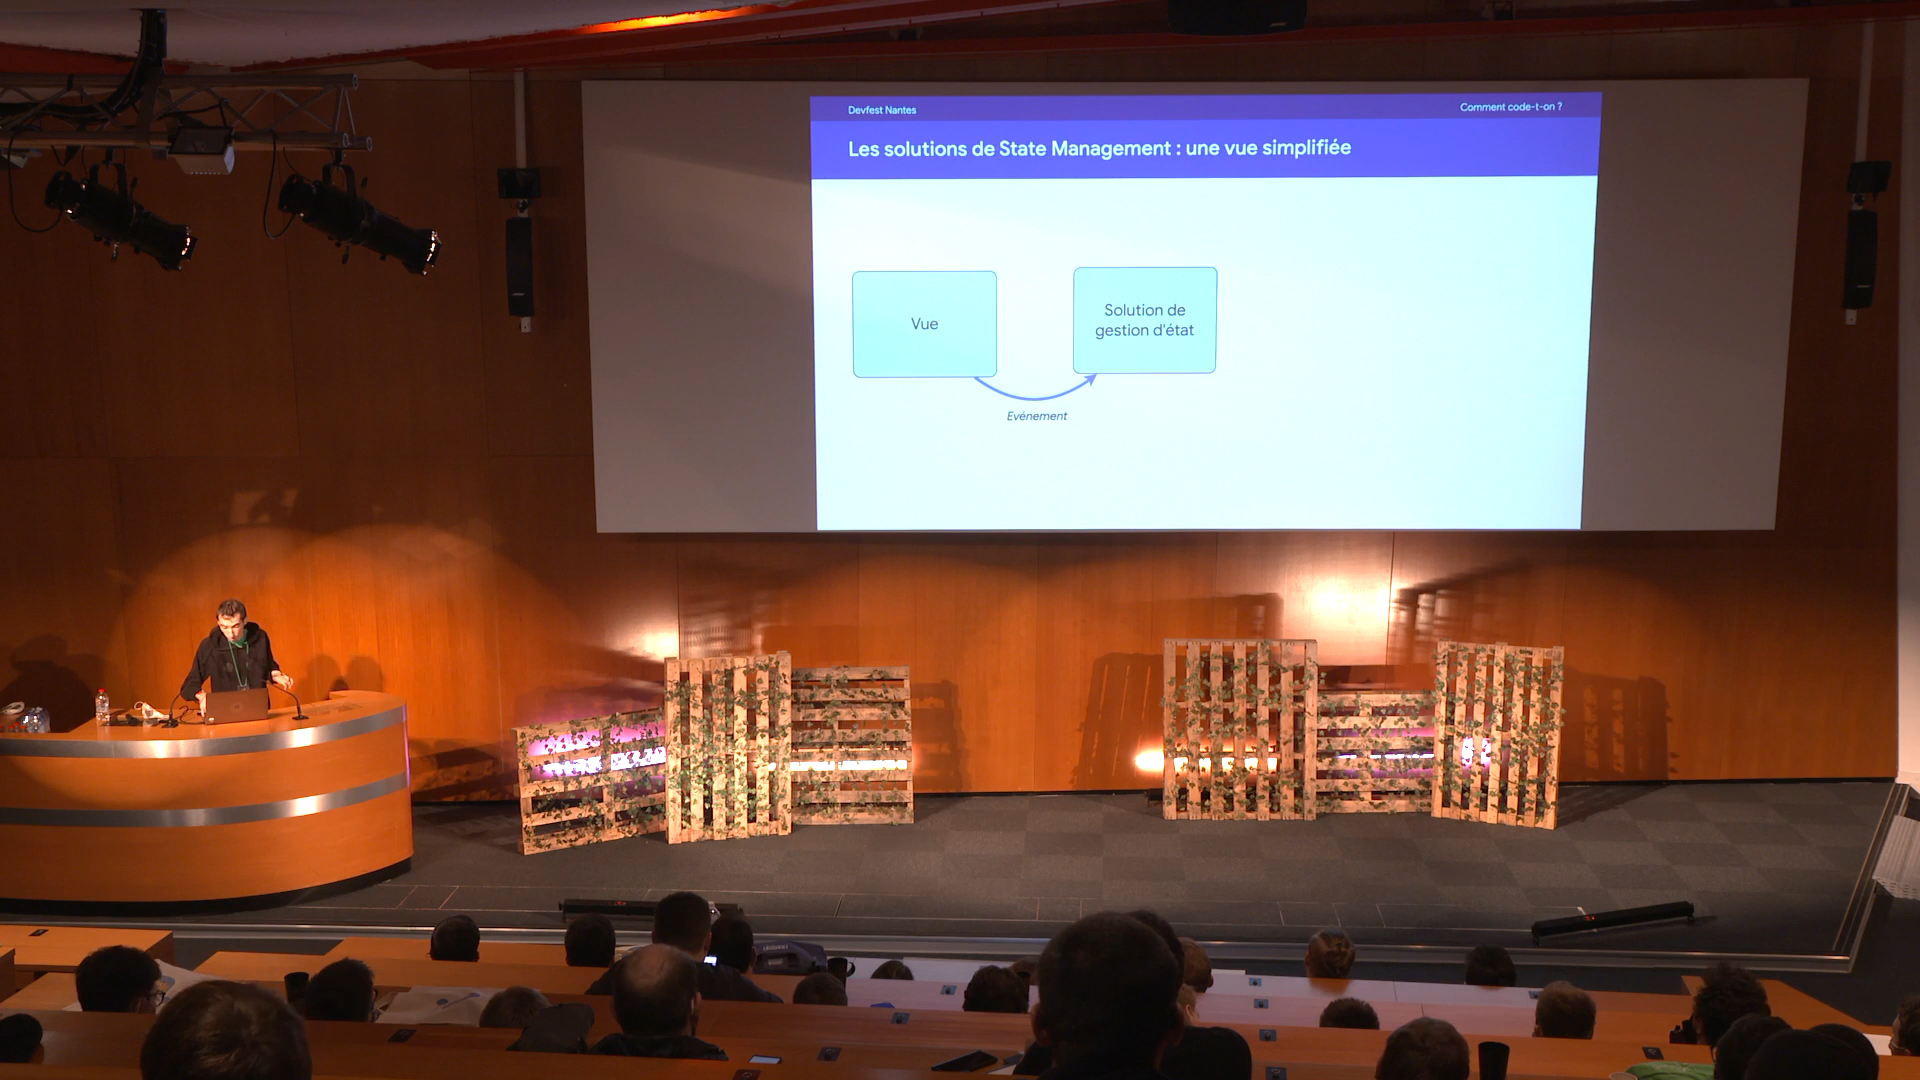 Devfest Nantes
Comment code-t-on ?
Les solutions de State Management : une vue simplifiée
Vue
Solution de
gestion d'état
Evénement